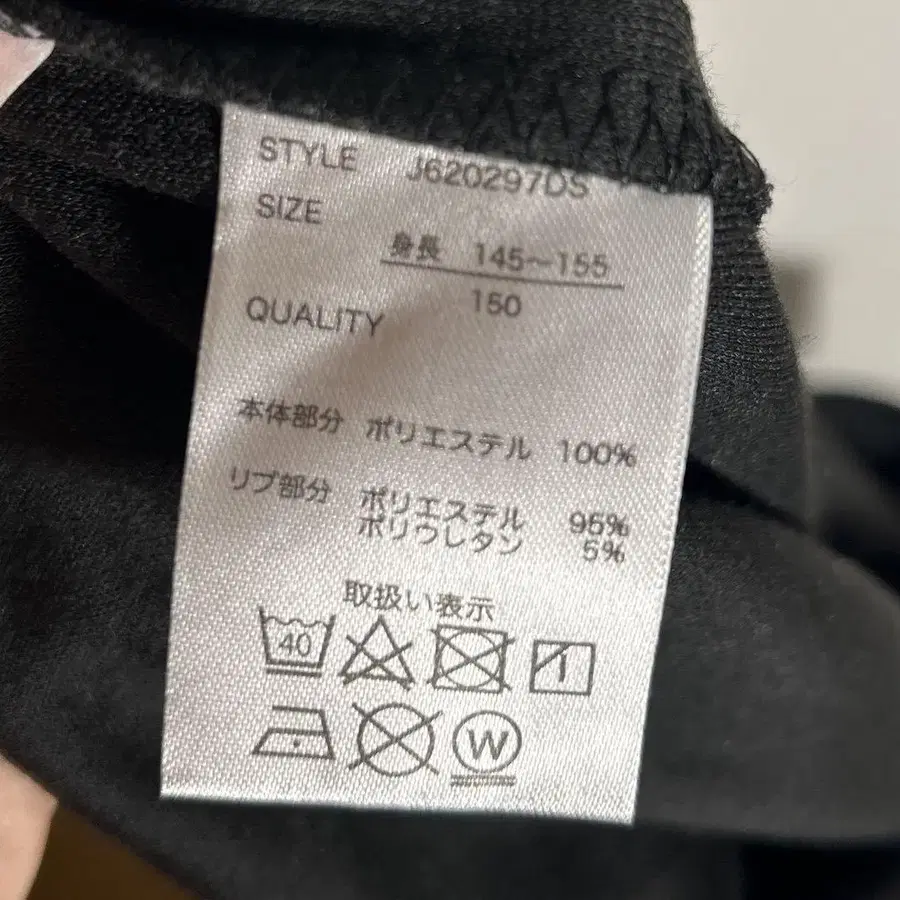 STYLE J620297DS
SIZE
身長 145~155
150
QUALITY
本体部分 ポリエステル 100%
リブ部分 ポリエステル 95%
ポリウレタン 5%
取扱い表示
40
W